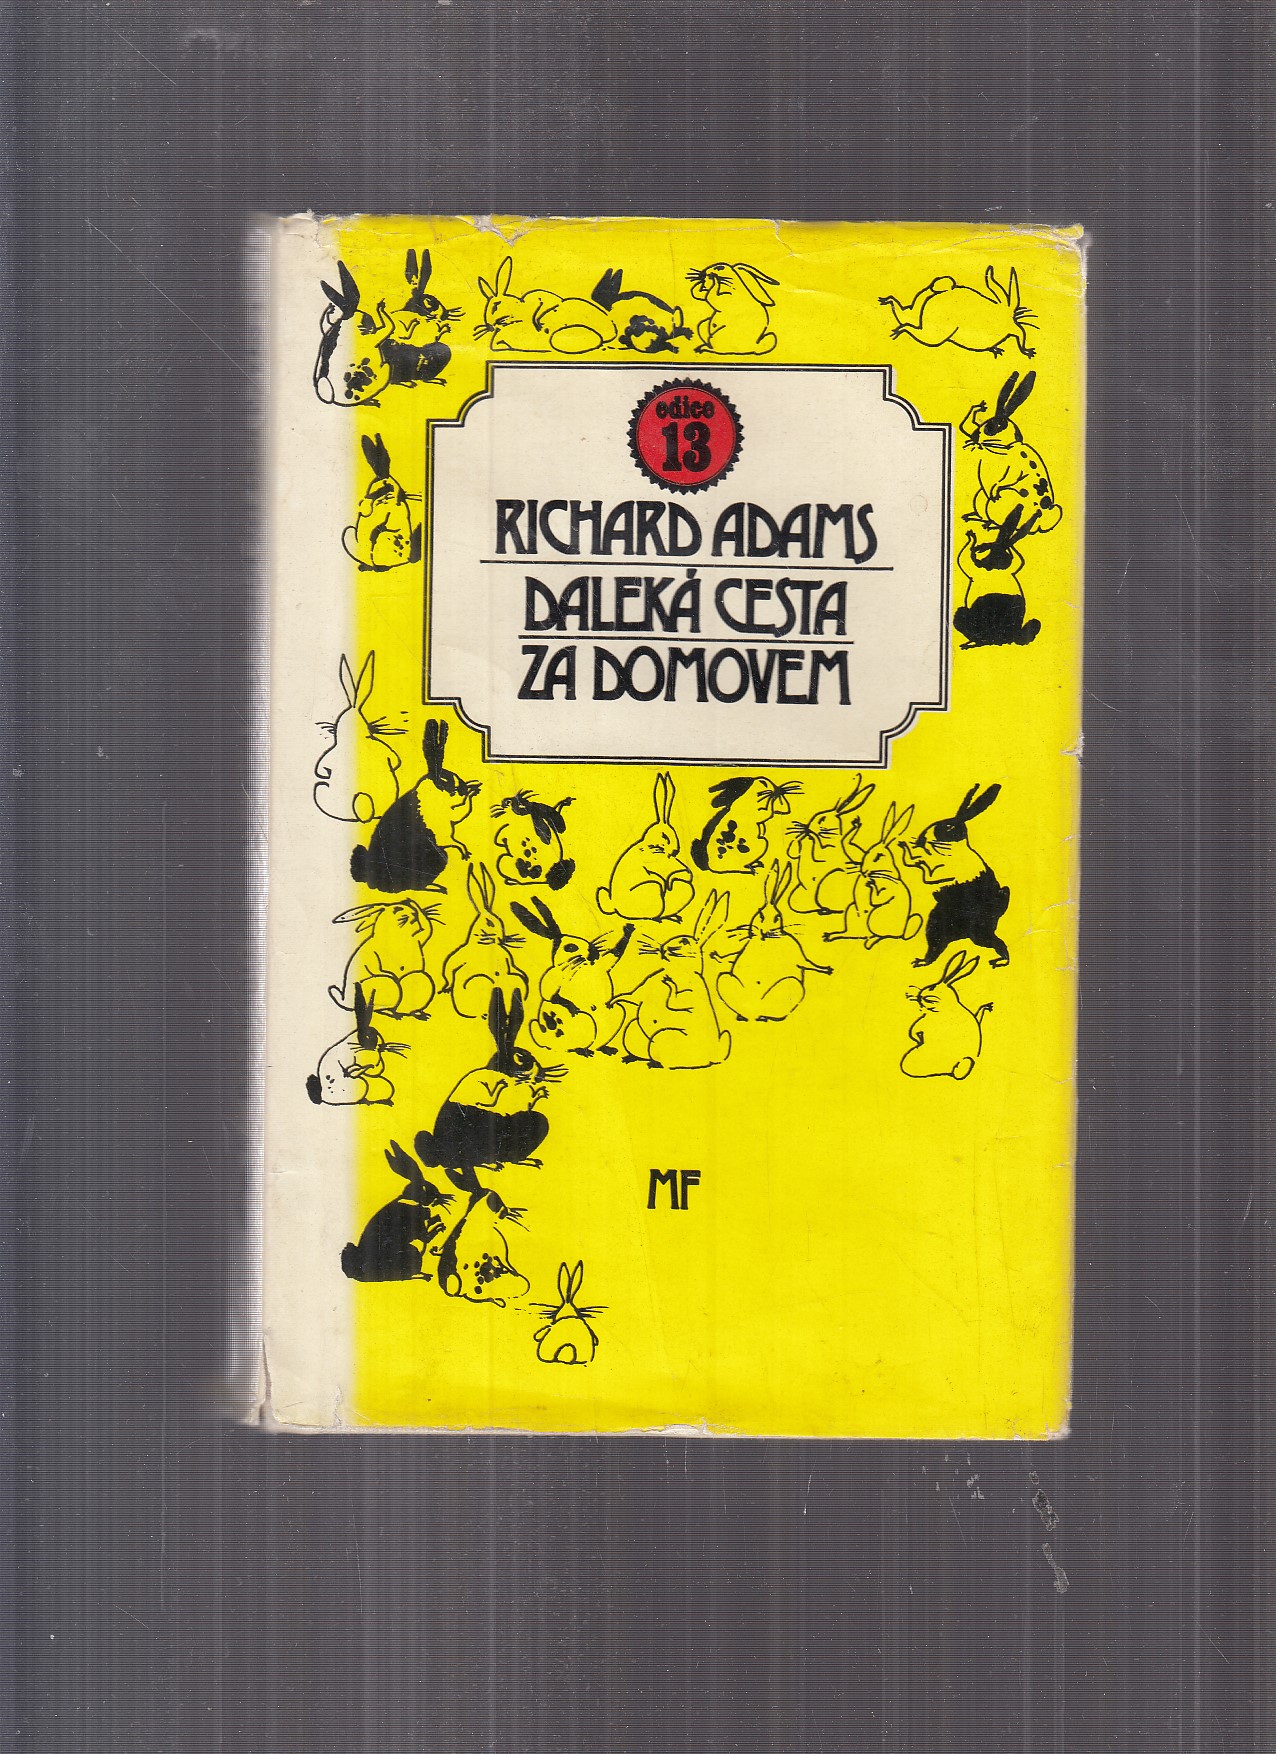 edice
13
RICHARD ADAMS
DALEKÁ CESTA
ZA DOMOVEM
MF